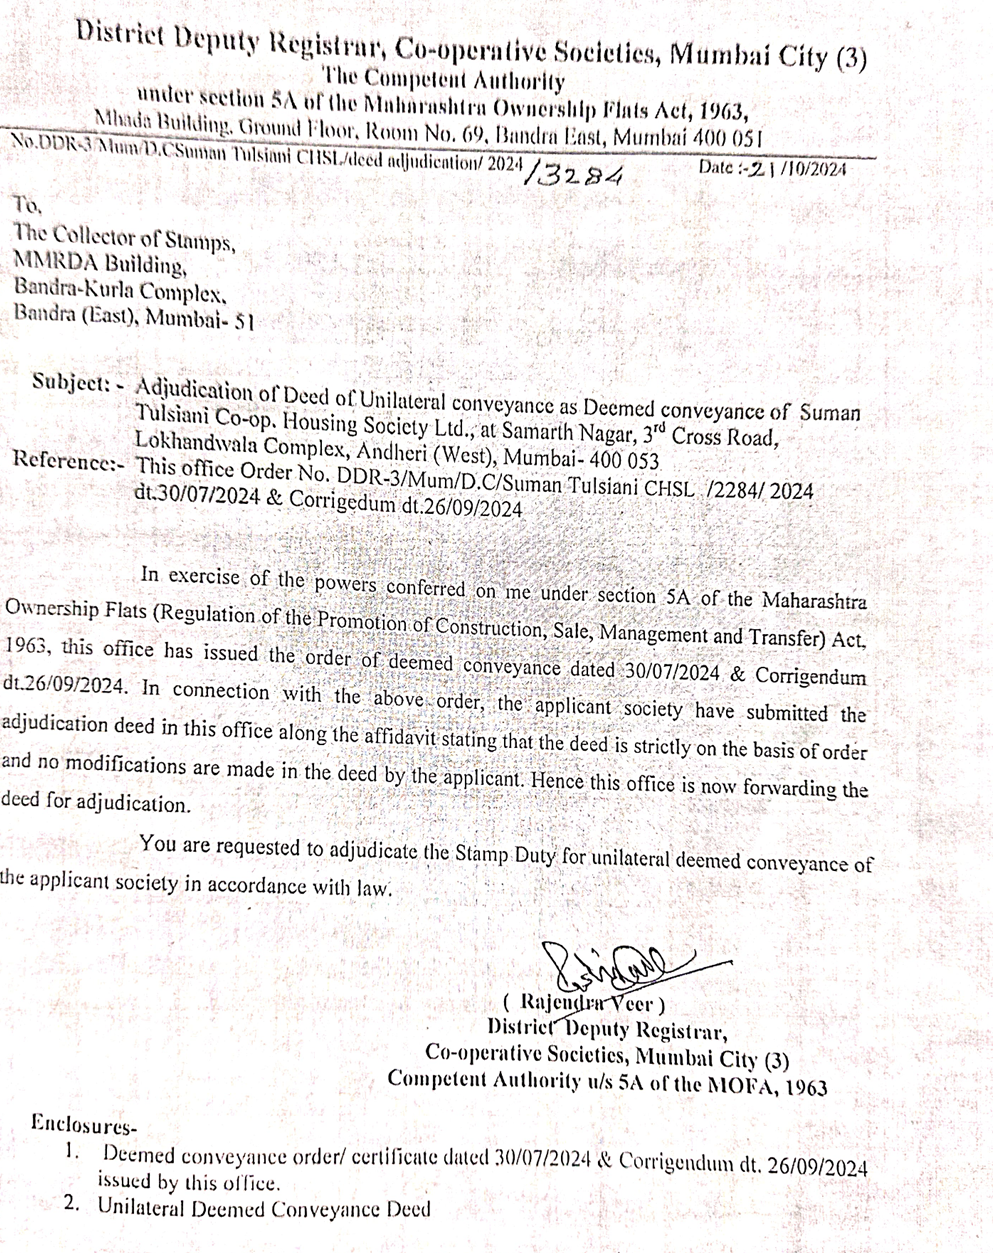 District Deputy Registrar, Co-operative Societies, Mumbai City (3)
The Competent Authority
under section 5A of the Maharashtra Ownership Flats Act, 1963,
Mhada Building, Ground Floor, Room No. 69, Bandra East, Mumbai 400 051
No.DDR-3/Mum/D.CSuman Tulsiani CHSL/deed adjudication/ 2024 /3284 Date :-21/10/2024
To,
The Collector of Stamps,
MMRDA Building,
Bandra-Kurla Complex,
Bandra (East), Mumbai- 51
Subject: - Adjudication of Deed of Unilateral conveyance as Deemed conveyance of Suman
Tulsiani Co-op. Housing Society Ltd., at Samarth Nagar, 3rd Cross Road,
Lokhandwala Complex, Andheri (West), Mumbai- 400 053
Reference:- This office Order No. DDR-3/Mum/D.C/Suman Tulsiani CHSL /2284/ 2024
dt.30/07/2024 & Corrigedum dt.26/09/2024
In exercise of the powers conferred on me under section 5A of the Maharashtra
Ownership Flats (Regulation of the Promotion of Construction, Sale, Management and Transfer) Act,
1963, this office has issued the order of deemed conveyance dated 30/07/2024 & Corrigendum
dt.26/09/2024. In connection with the above order, the applicant society have submitted the
adjudication deed in this office along the affidavit stating that the deed is strictly on the basis of order
and no modifications are made in the deed by the applicant. Hence this office is now forwarding the
deed for adjudication.
You are requested to adjudicate the Stamp Duty for unilateral deemed conveyance of
the applicant society in accordance with law.
( Rajendra Veer )
District Deputy Registrar,
Co-operative Societies, Mumbai City (3)
Competent Authority u/s 5A of the MOFA, 1963
Enclosures-
1. Deemed conveyance order/ certificate dated 30/07/2024 & Corrigendum dt. 26/09/2024
issued by this office.
2. Unilateral Deemed Conveyance Deed